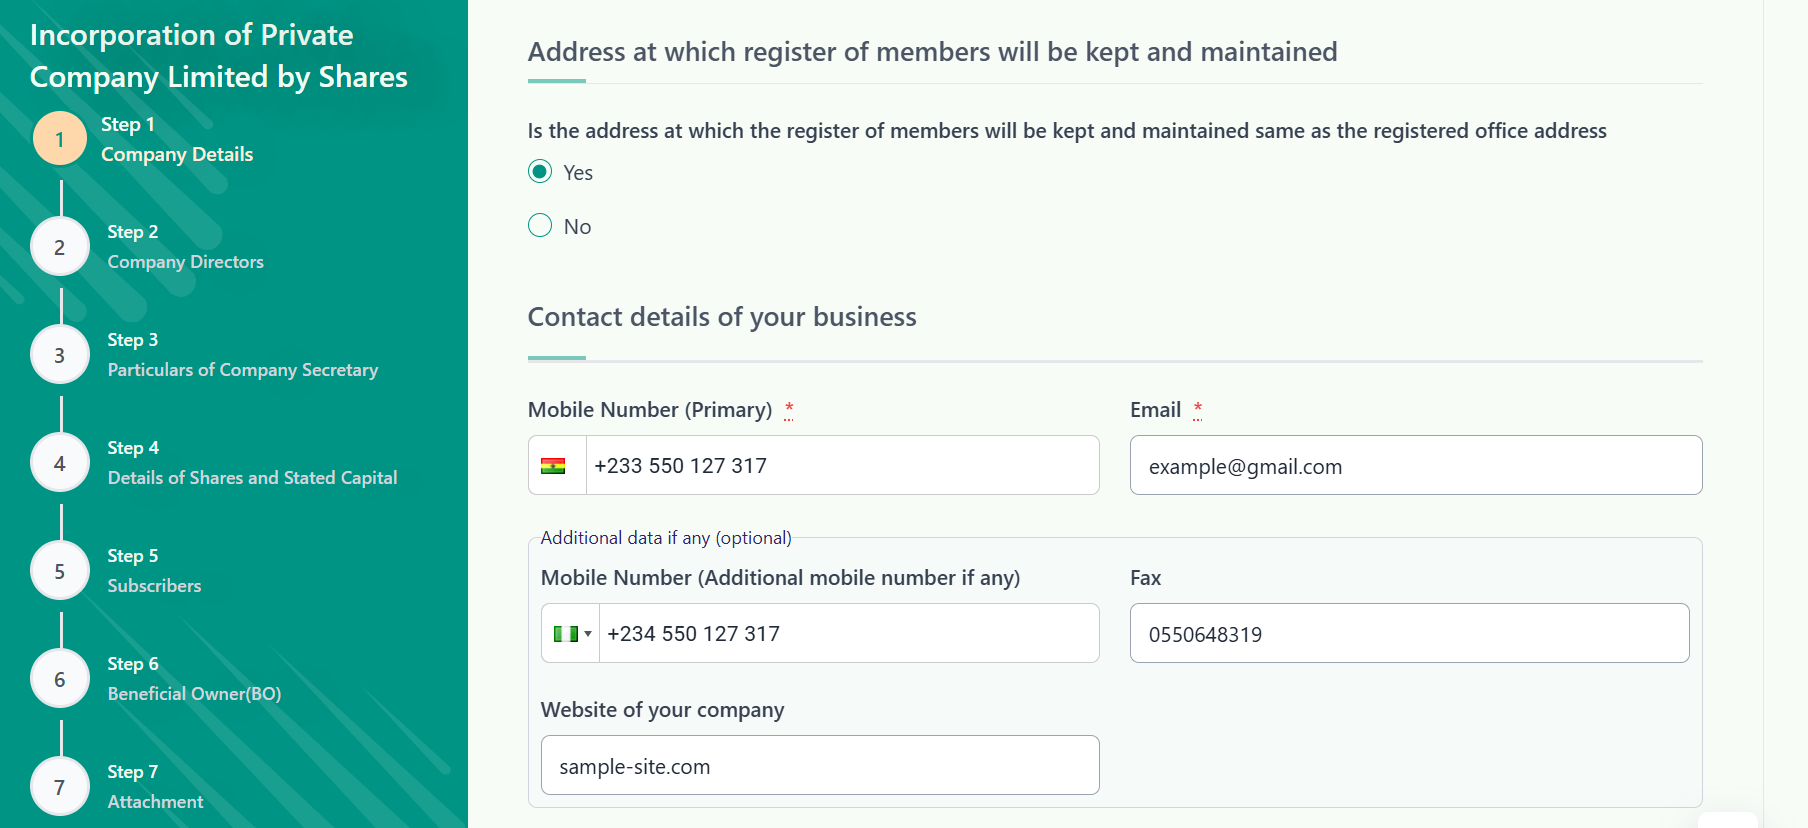 Incorporation of Private
Company Limited by Shares
1
Step 1
Company Details
2
Step 2
Company Directors
3
Step 3
Particulars of Company Secretary
4
Step 4
Details of Shares and Stated Capital
5
Step 5
Subscribers
6
Step 6
Beneficial Owner(BO)
7
Step 7
Attachment
Address at which register of members will be kept and maintained
Is the address at which the register of members will be kept and maintained same as the registered office address
Yes
No
Contact details of your business
Mobile Number (Primary) *
+233 550 127 317
Email *
example@gmail.com
Additional data if any (optional)
Mobile Number (Additional mobile number if any)
+234 550 127 317
Fax
0550648319
Website of your company
sample-site.com